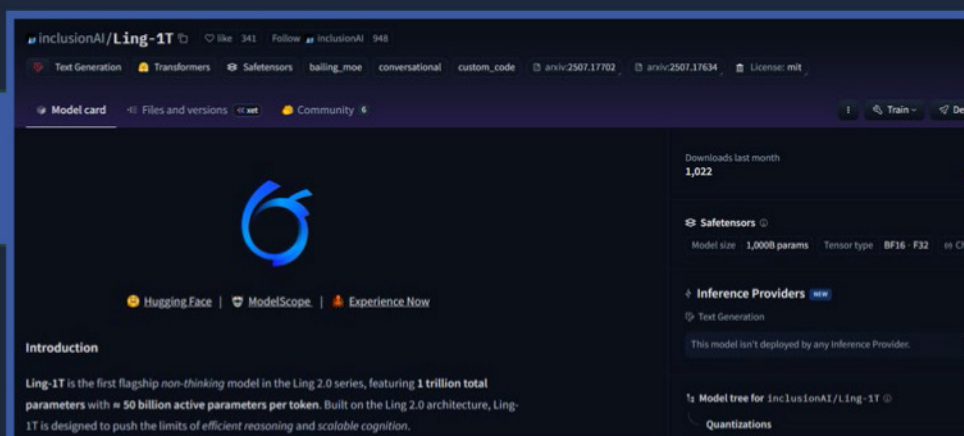 inclusionAI/Ling-1T like 341 Follow inclusionAI 948
Text Generation Transformers Safetensors bailing_moe conversational custom_code arxiv:2507.17702 arxiv:2507.17634 License: mit
Model card Files and versions xet Community 6 Train
Downloads last month
1,022
Safetensors
Model size 1,000B params Tensor type BF16 · F32
Hugging Face | ModelScope | Experience Now
Inference Providers NEW
Text Generation
This model isn't deployed by any Inference Provider.
Introduction
Ling-1T is the first flagship non-thinking model in the Ling 2.0 series, featuring 1 trillion total
parameters with ≈ 50 billion active parameters per token. Built on the Ling 2.0 architecture, Ling-
1T is designed to push the limits of efficient reasoning and scalable cognition.
Model tree for inclusionAI/Ling-1T
Quantizations